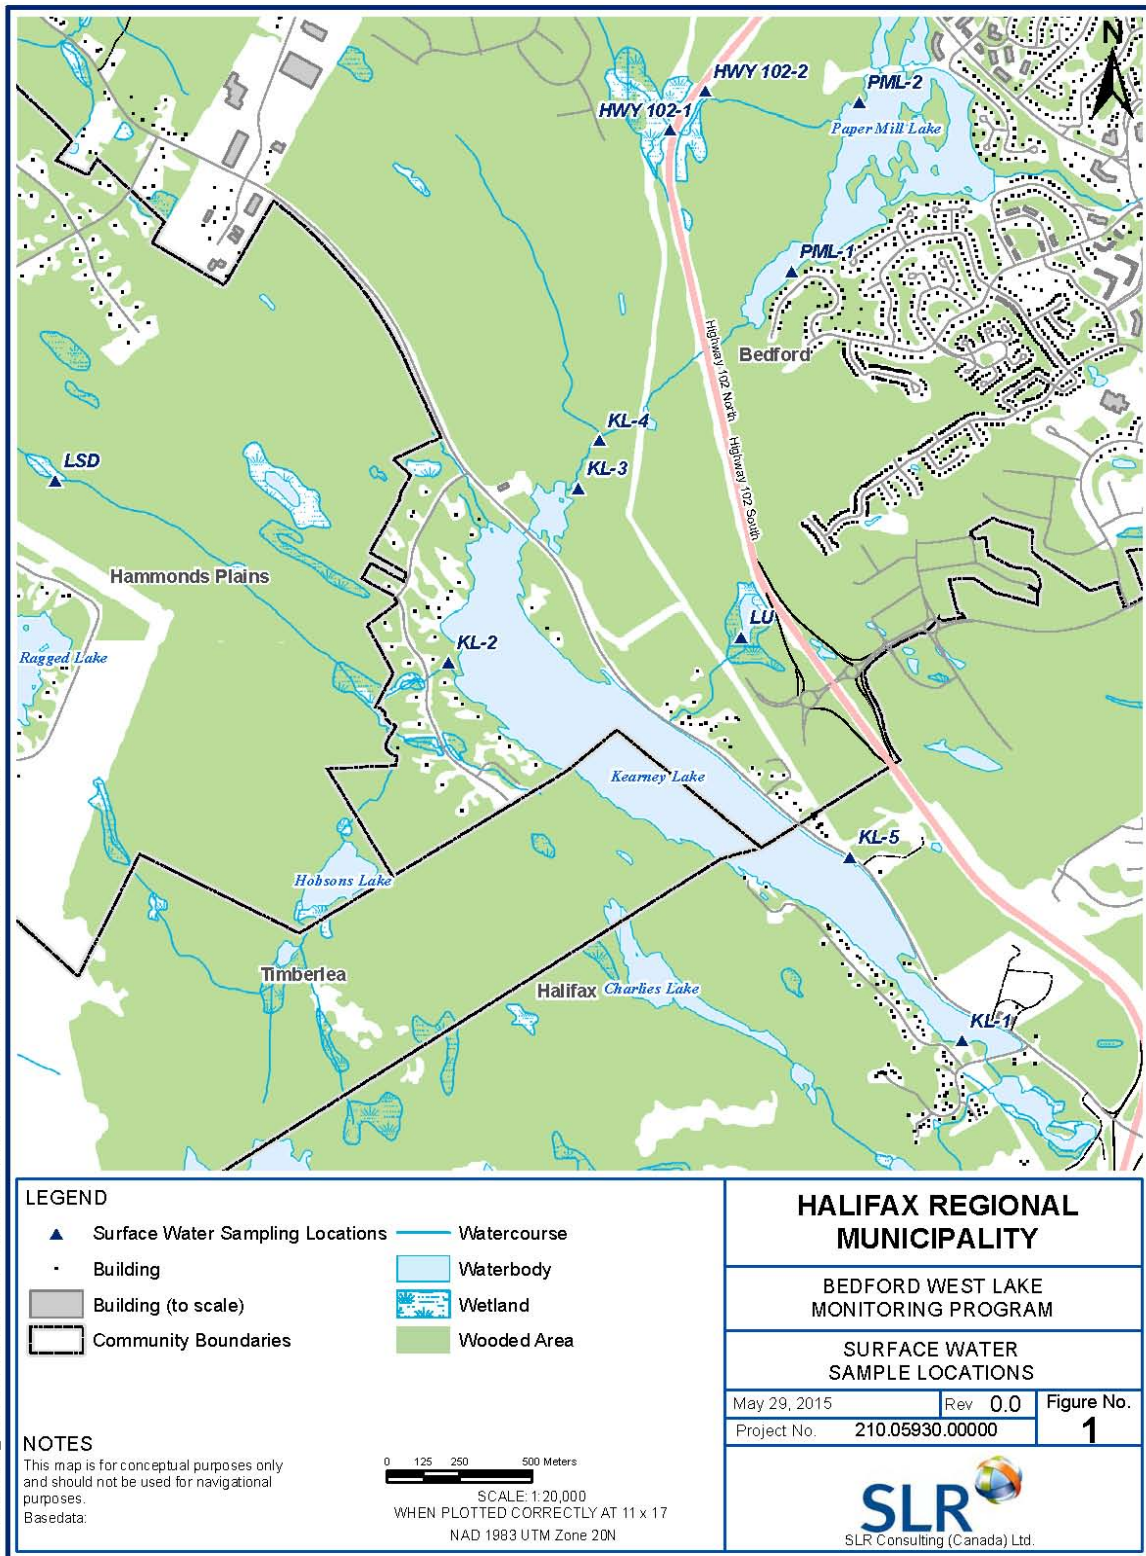 N
HWY 102-2
PML-2
HWY 102-1
Paper Mill Lake
PML-1
Highway 102 North
Bedford
KL-4
Highway 102 South
LSD
KL-3
Hammonds Plains
LU
Ragged Lake
KL-2
Kearney Lake
KL-5
Hobsons Lake
Timberlea
Halifax
Charlies Lake
KL-1
LEGEND
Surface Water Sampling Locations
Building
Building (to scale)
Community Boundaries
Watercourse
Waterbody
Wetland
Wooded Area
NOTES
This map is for conceptual purposes only
and should not be used for navigational
purposes.
Basedata:
0 125 250 500 Meters
SCALE: 1:20,000
WHEN PLOTTED CORRECTLY AT 11 x 17
NAD 1983 UTM Zone 20N
HALIFAX REGIONAL
MUNICIPALITY
BEDFORD WEST LAKE
MONITORING PROGRAM
SURFACE WATER
SAMPLE LOCATIONS
May 29, 2015
Rev 0.0
Figure No.
1
Project No. 210.05930.00000
SLR
SLR Consulting (Canada) Ltd.